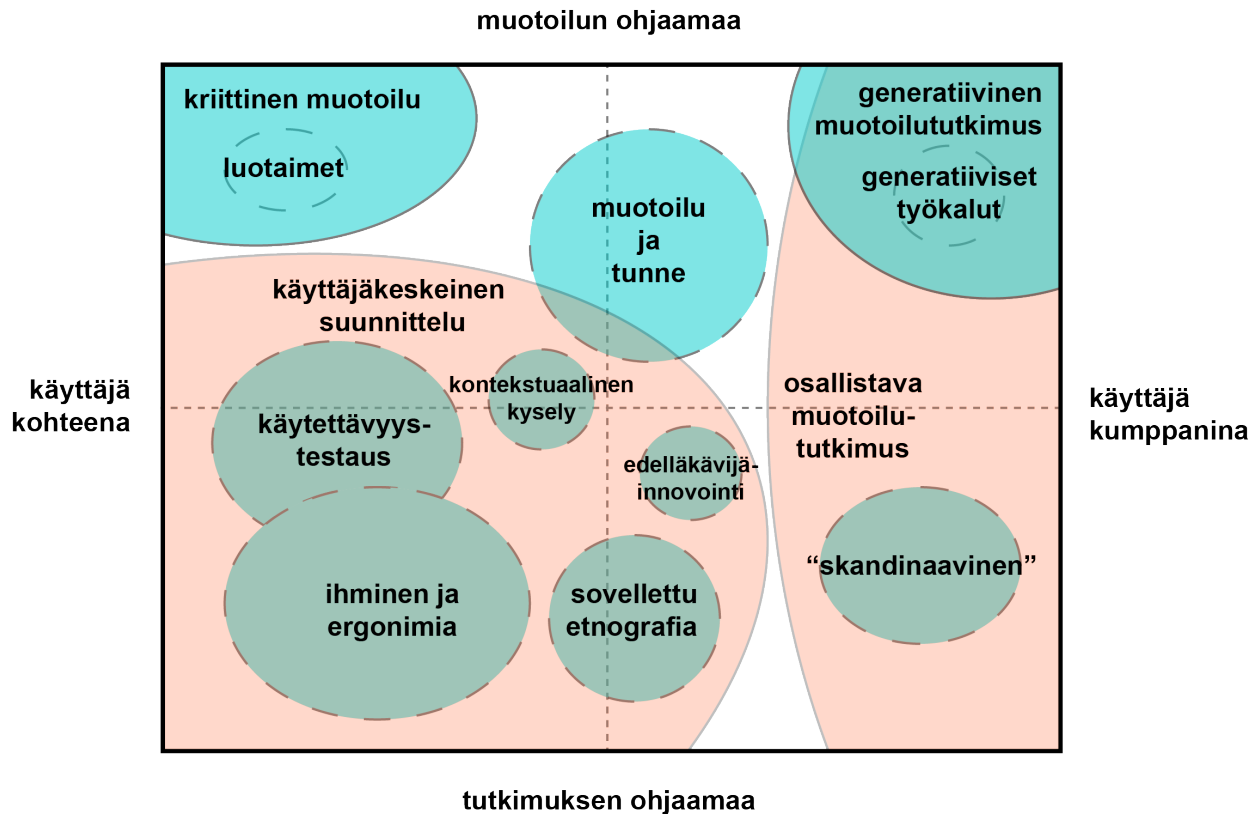 muotoilun ohjaamaa
kriittinen muotoilu
luotaimet
generatiivinen
muotoilututkimus
generatiiviset
työkalut
muotoilu
ja
tunne
käyttäjäkeskeinen
suunnittelu
käyttäjä
kohteena
kontekstuaalinen
kysely
osallistava
muotoilu-
tutkimus
käyttäjä
kumppanina
käytettävyys-
testaus
edelläkävijä-
innovointi
“skandinaavinen”
ihminen ja
ergonimia
sovellettu
etnografia
tutkimuksen ohjaamaa